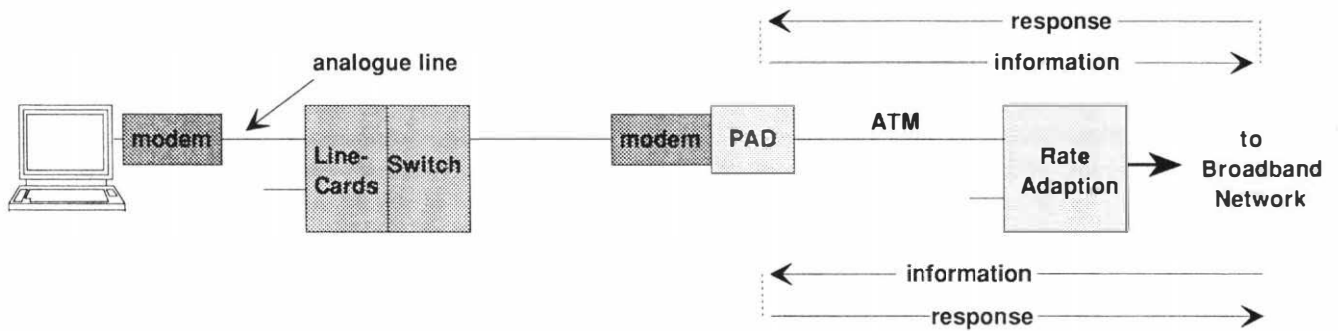 response
information
analogue line
modem
Line-
Cards
Switch
modem
PAD
ATM
Rate
Adaption
to
Broadband
Network
information
response